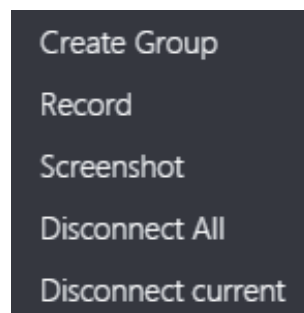 Create Group
Record
Screenshot
Disconnect All
Disconnect current